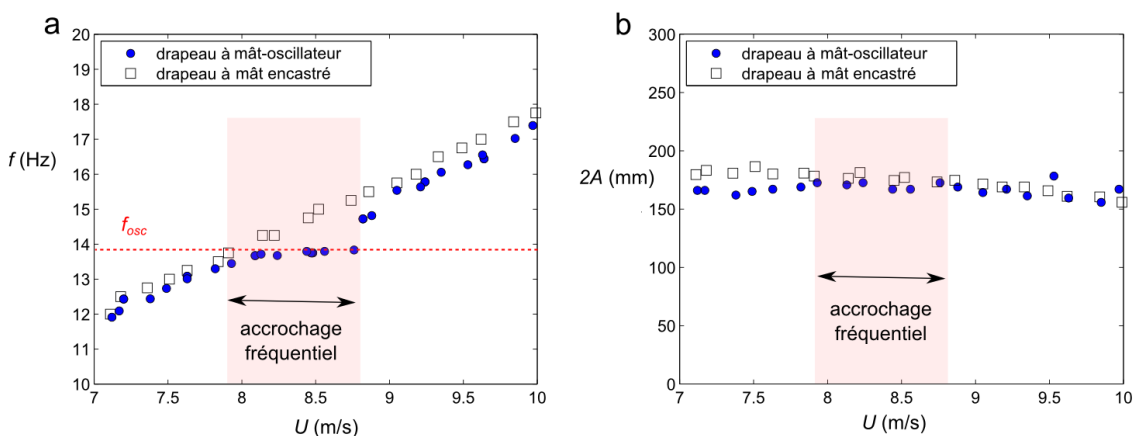 a
20
19
18
17
16
15
14
13
12
11
10
f (Hz)
drapeau à mât-oscillateur
drapeau à mât encastré
f_osc
accrochage
fréquentiel
7
7.5
8
8.5
9
9.5
10
U (m/s)
b
300
250
200
150
100
50
0
2A (mm)
drapeau à mât-oscillateur
drapeau à mât encastré
accrochage
fréquentiel
7
7.5
8
8.5
9
9.5
10
U (m/s)